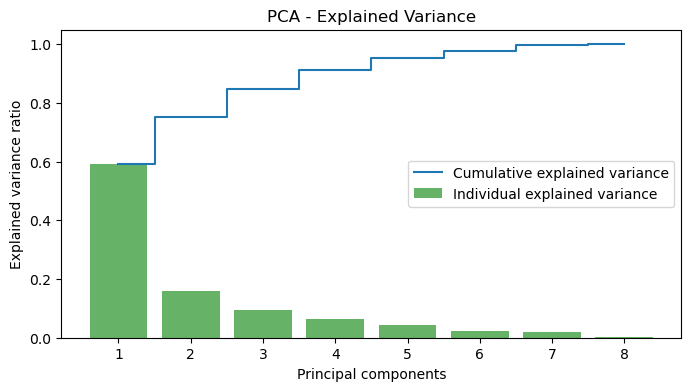 PCA - Explained Variance
Explained variance ratio
1.0
0.8
0.6
0.4
0.2
0.0
Cumulative explained variance
Individual explained variance
1 2 3 4 5 6 7 8
Principal components